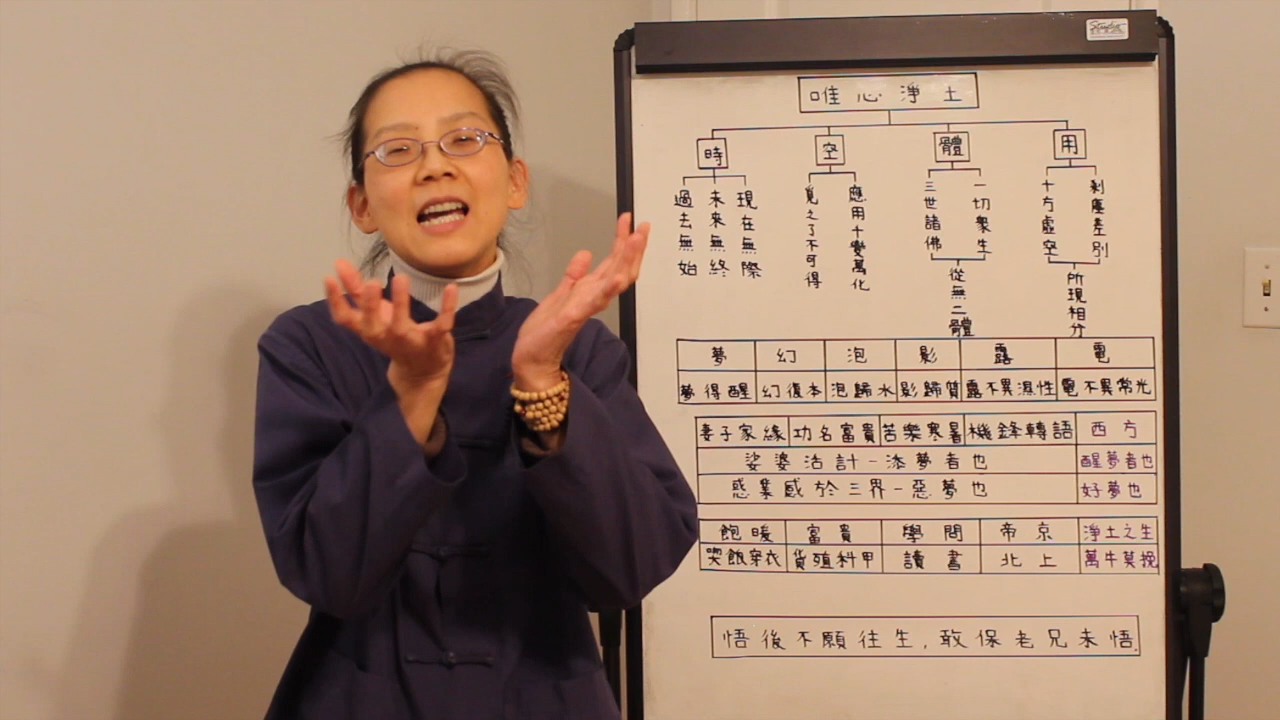 Studio
唯心淨土
時 空 體 用
過去無始 未來無終 現在無際
覓之了不可得 應用千變萬化
三世諸佛 一切眾生
從無二體
十方虛空 剎塵差別
所現相分
夢 幻 泡 影 露 電
夢得醒 幻復本 泡歸水 影歸質 露不異濕性 電不異常光
妻子家緣 功名富貴 苦樂寒暑 機鋒轉語 西方
娑婆活計-添夢者也 醒夢者也
惑業感於三界-惡夢也 好夢也
飽暖 富貴 學問 帝京 淨土之生
喫飯穿衣 貨殖科甲 讀書 北上 萬牛莫挽
悟後不願往生,敢保老兄未悟.